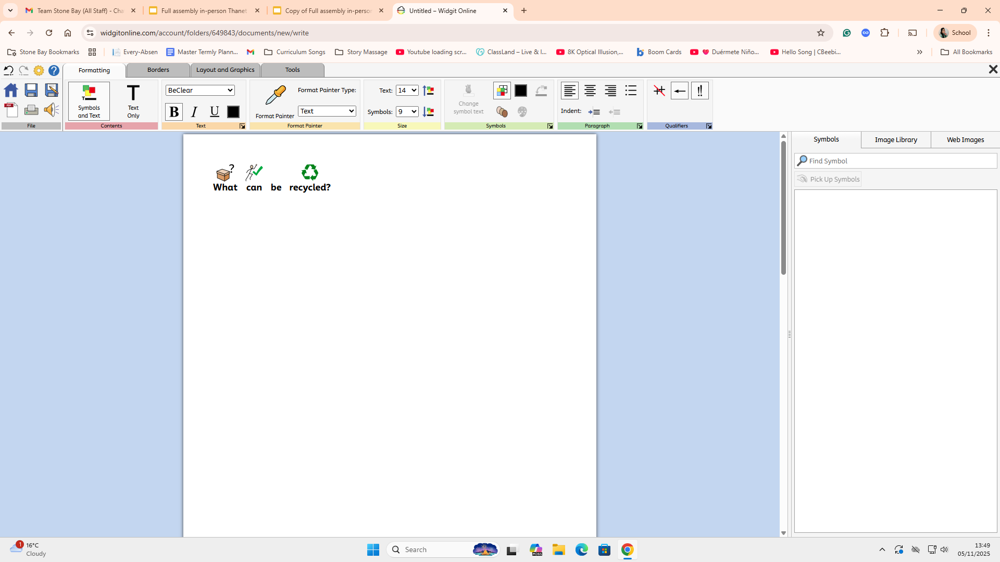 Team Stone Bay (All Staff) - Cha
Full assembly in-person Thanet
Copy of Full assembly in-person
Untitled – Widgit Online
widgitonline.com/account/folders/649843/documents/new/write
School
Stone Bay Bookmarks
Every-Absen
Master Termly Plann...
Curriculum Songs
Story Massage
Youtube loading scr...
ClassLand – Live & I...
8K Optical Illusion,...
Boom Cards
Duérmete Niño...
Hello Song | CBeebi...
All Bookmarks
Formatting
Borders
Layout and Graphics
Tools
PDF
File
Symbols
and Text
T
Text
Only
Contents
BeClear
B I U
Text
Format Painter
Format Painter Type:
Text
Format Painter
Text: 14
Symbols: 9
Size
Change
symbol text
Symbols
Indent:
Paragraph
Qualifiers
Symbols
Image Library
Web Images
Find Symbol
Pick Up Symbols
What can be recycled?
1
16°C
Cloudy
Search
M365
13:49
05/11/2025